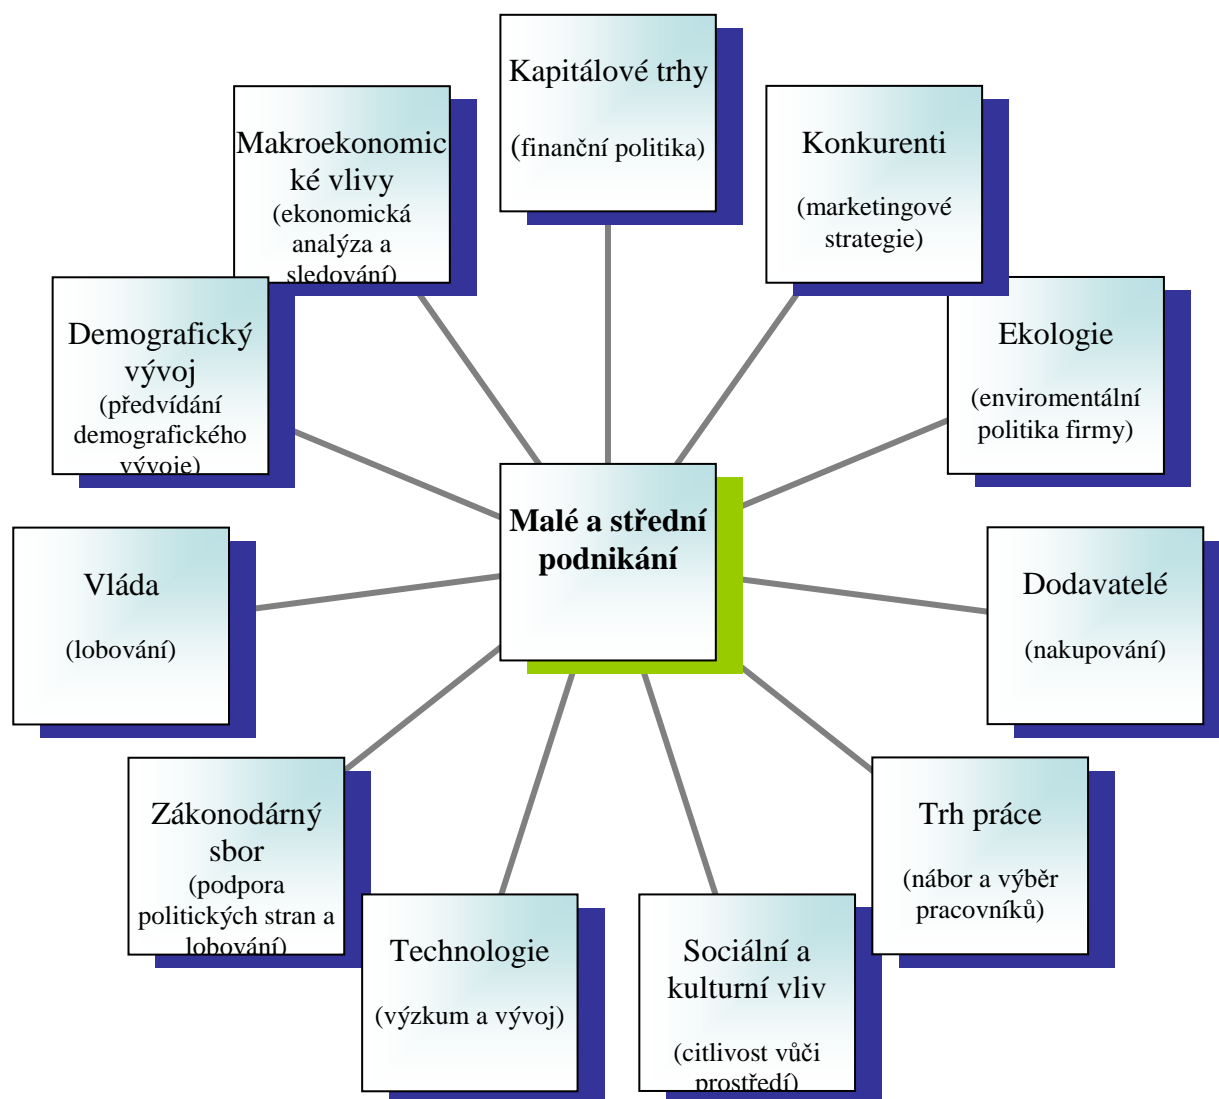 Kapitálové trhy
(finanční politika)
Makroekonomic
ké vlivy
(ekonomická
analýza a
sledování)
Konkurenti
(marketingové
strategie)
Demografický
vývoj
(předvídání
demografického
vývoje)
Ekologie
(enviromentální
politika firmy)
Malé a střední
podnikání
Vláda
(lobování)
Dodavatelé
(nakupování)
Zákonodárný
sbor
(podpora
politických stran a
lobování)
Trh práce
(nábor a výběr
pracovníků)
Technologie
(výzkum a vývoj)
Sociální a
kulturní vliv
(citlivost vůči
prostředí)